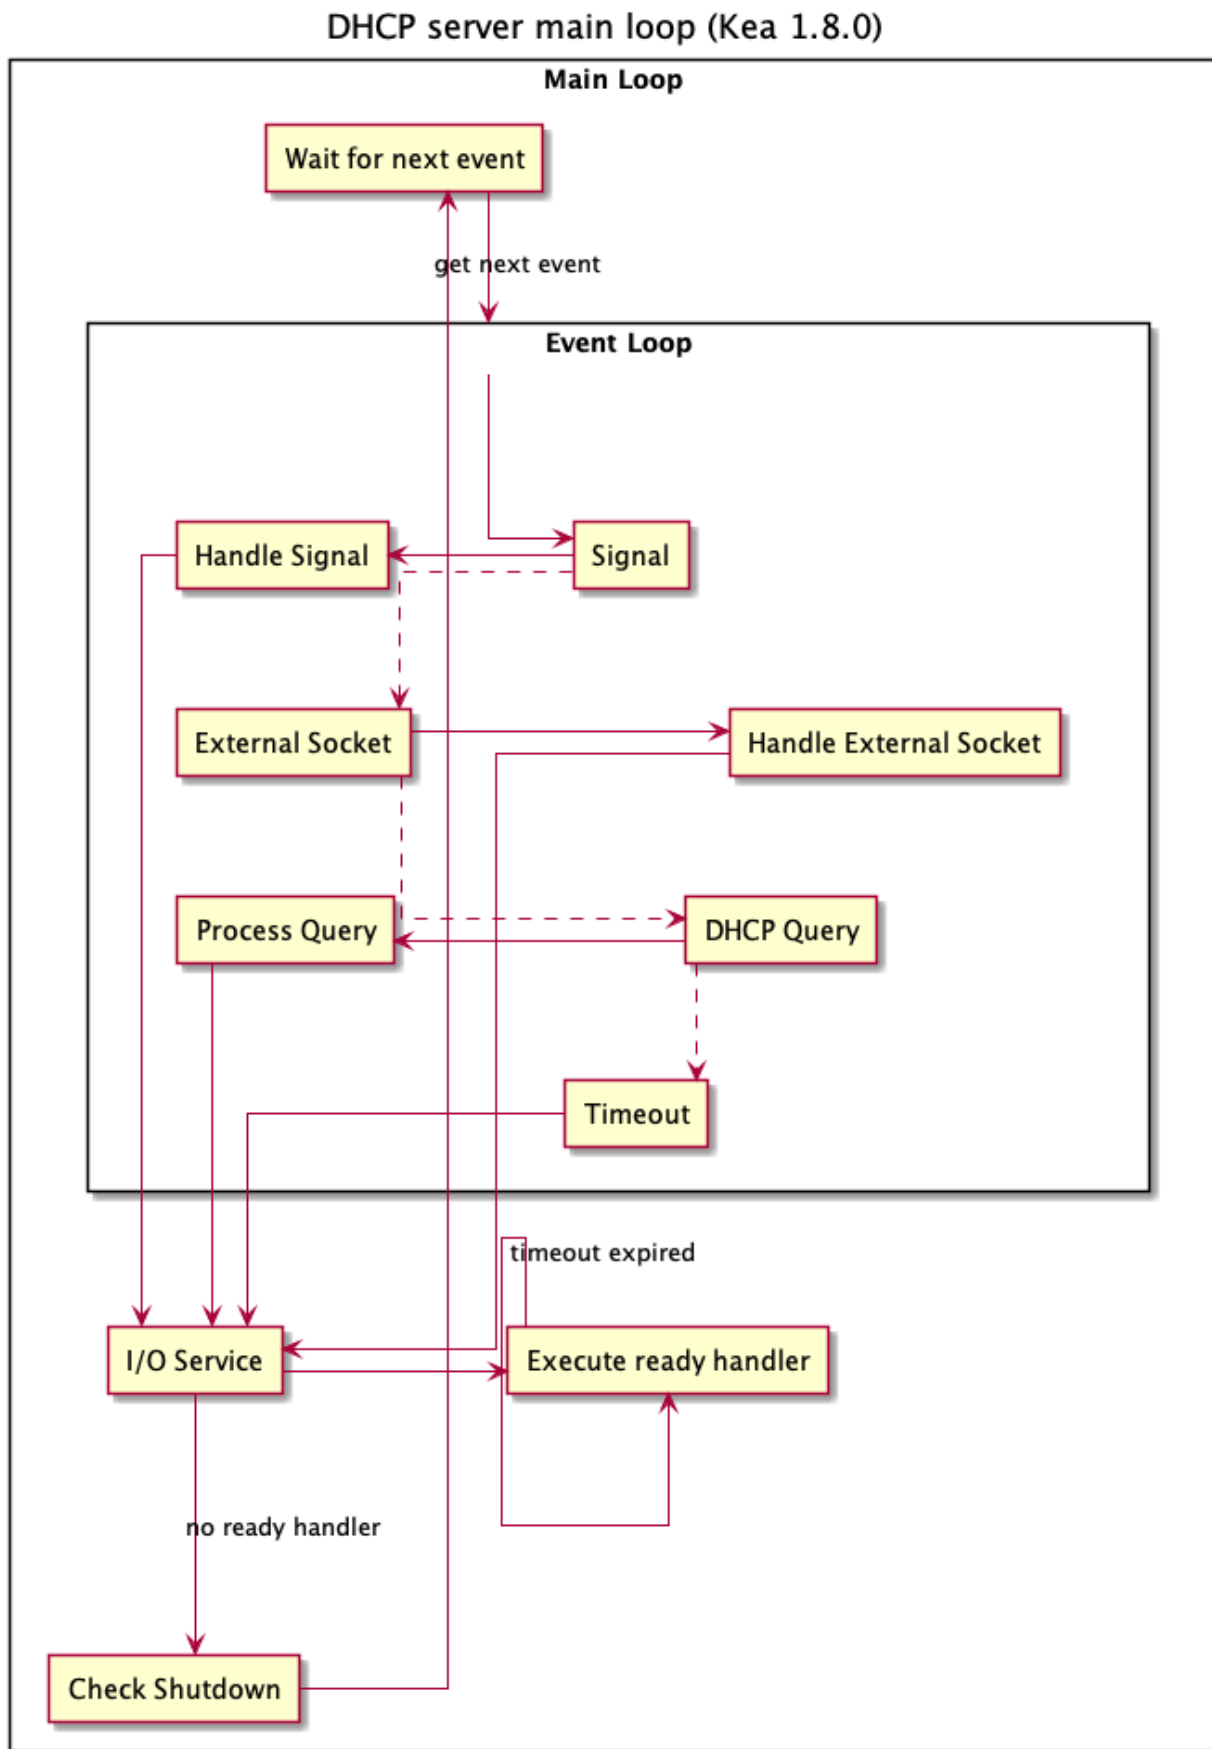 DHCP server main loop (Kea 1.8.0)
Main Loop
Wait for next event
get next event
Event Loop
Handle Signal
Signal
External Socket
Handle External Socket
Process Query
DHCP Query
Timeout
timeout expired
I/O Service
Execute ready handler
no ready handler
Check Shutdown